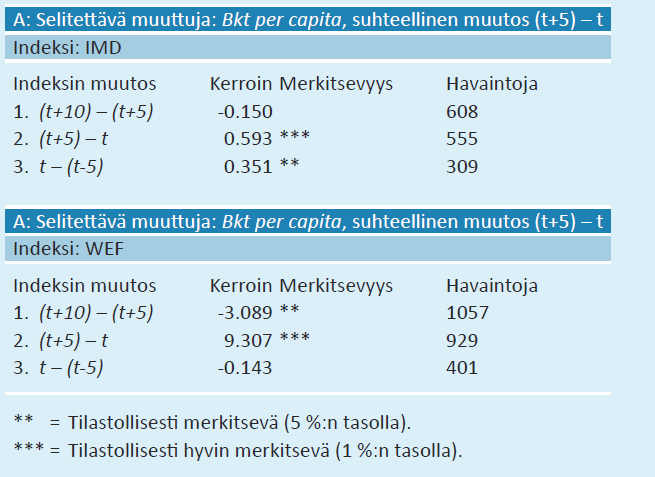 A: Selitettävä muuttuja: Bkt per capita, suhteellinen muutos (t+5) – t
Indeksi: IMD
Indeksin muutos Kerroin Merkitsevyys Havaintoja
1. (t+10) – (t+5) -0.150 608
2. (t+5) – t 0.593 *** 555
3. t – (t-5) 0.351 ** 309
A: Selitettävä muuttuja: Bkt per capita, suhteellinen muutos (t+5) – t
Indeksi: WEF
Indeksin muutos Kerroin Merkitsevyys Havaintoja
1. (t+10) – (t+5) -3.089 ** 1057
2. (t+5) – t 9.307 *** 929
3. t – (t-5) -0.143 401
** = Tilastollisesti merkitsevä (5 %:n tasolla).
*** = Tilastollisesti hyvin merkitsevä (1 %:n tasolla).